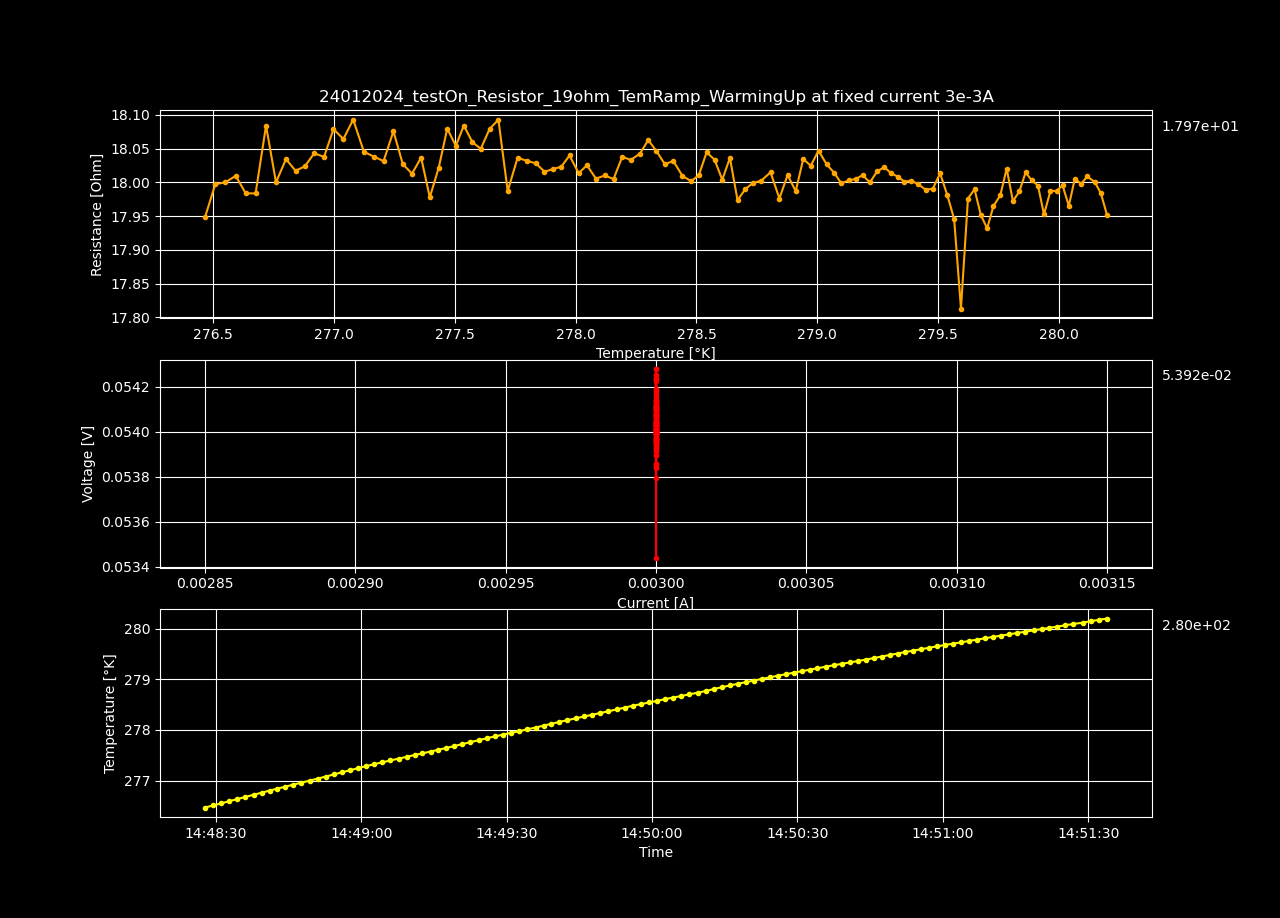 24012024_testOn_Resistor_19ohm_TemRamp_WarmingUp at fixed current 3e-3A
1.797e+01
Resistance [Ohm]
18.10
18.05
18.00
17.95
17.90
17.85
17.80
276.5 277.0 277.5 278.0 278.5 279.0 279.5 280.0
Temperature [°K]
5.392e-02
Voltage [V]
0.0542
0.0540
0.0538
0.0536
0.0534
0.00285 0.00290 0.00295 0.00300 0.00305 0.00310 0.00315
Current [A]
2.80e+02
Temperature [°K]
280
279
278
277
14:48:30 14:49:00 14:49:30 14:50:00 14:50:30 14:51:00 14:51:30
Time